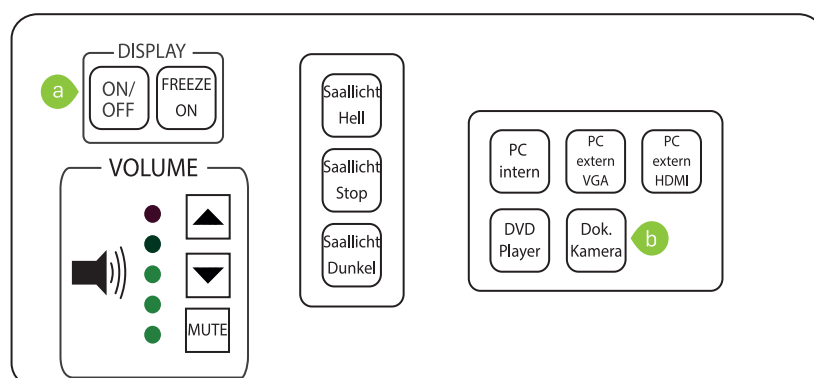 DISPLAY
a
ON/
OFF
FREEZE
ON
VOLUME
MUTE
Saallicht
Hell
Saallicht
Stop
Saallicht
Dunkel
PC
intern
PC
extern
VGA
PC
extern
HDMI
DVD
Player
Dok.
Kamera
b